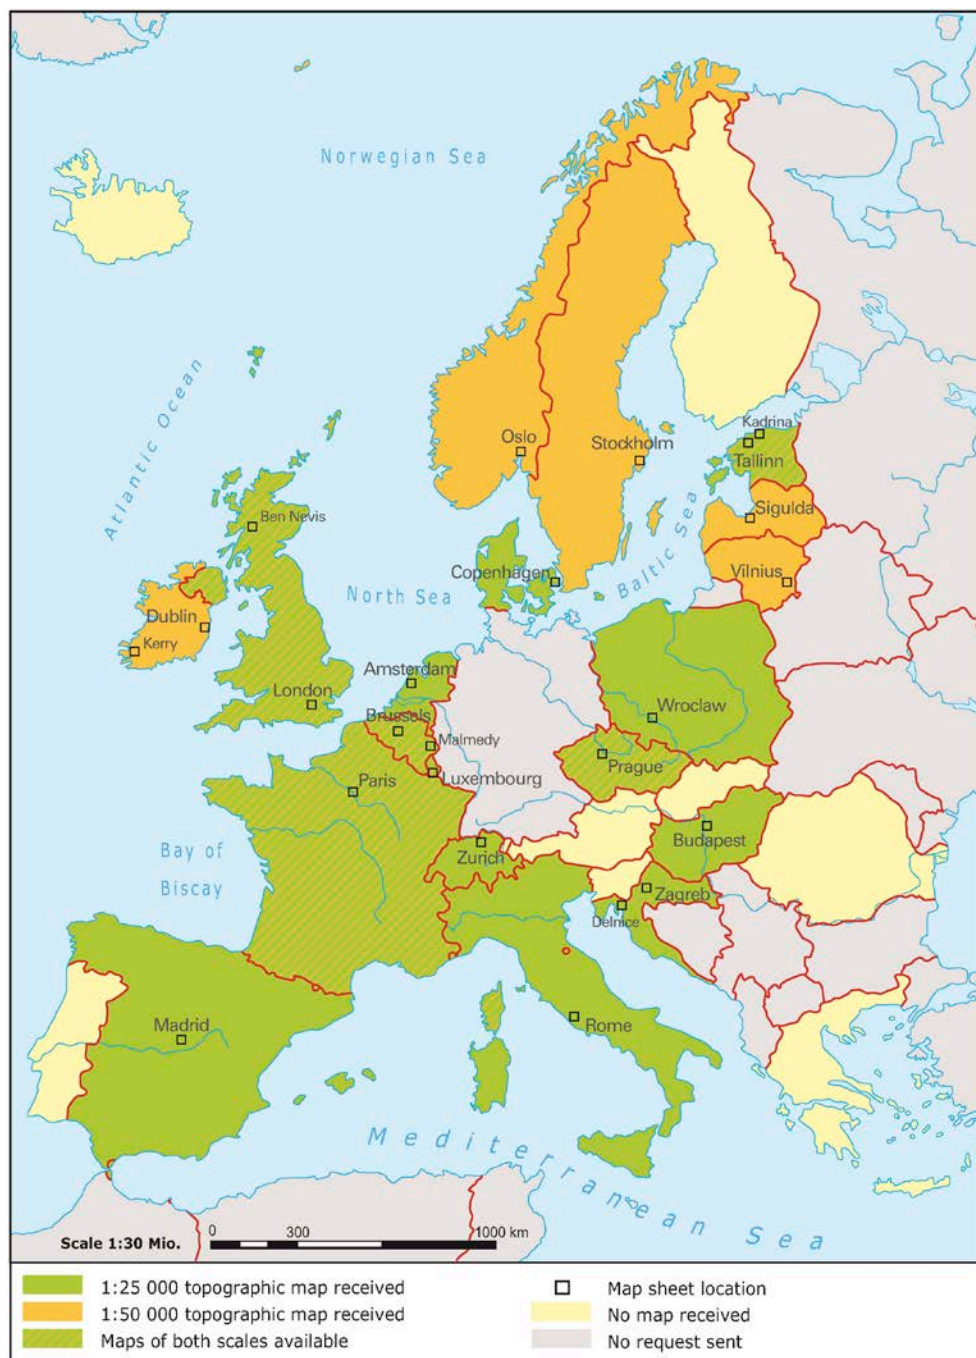 Norwegian Sea
Atlantic Ocean
Oslo
Stockholm
Kadrina
Tallinn
Sigulda
Baltic Sea
Vilnius
Ben Nevis
Copenhagen
North Sea
Dublin
Kerry
Amsterdam
London
Brussels
Malmedy
Luxembourg
Wroclaw
Prague
Paris
Zurich
Budapest
Bay of
Biscay
Zagreb
Delnice
Madrid
Rome
Mediterranean Sea
0 300 1000 km
Scale 1:30 Mio.
1:25 000 topographic map received
1:50 000 topographic map received
Maps of both scales available
Map sheet location
No map received
No request sent